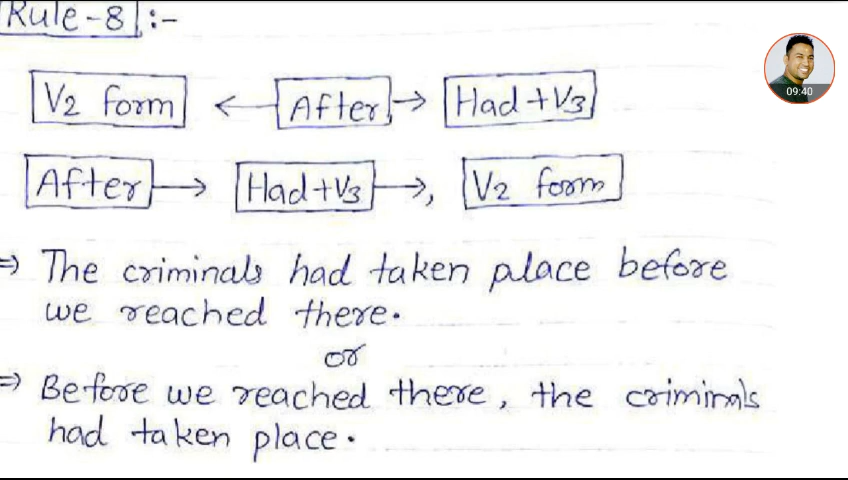 Rule-8 :-
09:40
V2 form ← After → Had+V3
After → Had+V3 →, V2 form
⇒ The criminals had taken place before
we reached there.
or
⇒ Before we reached there, the criminals
had taken place.